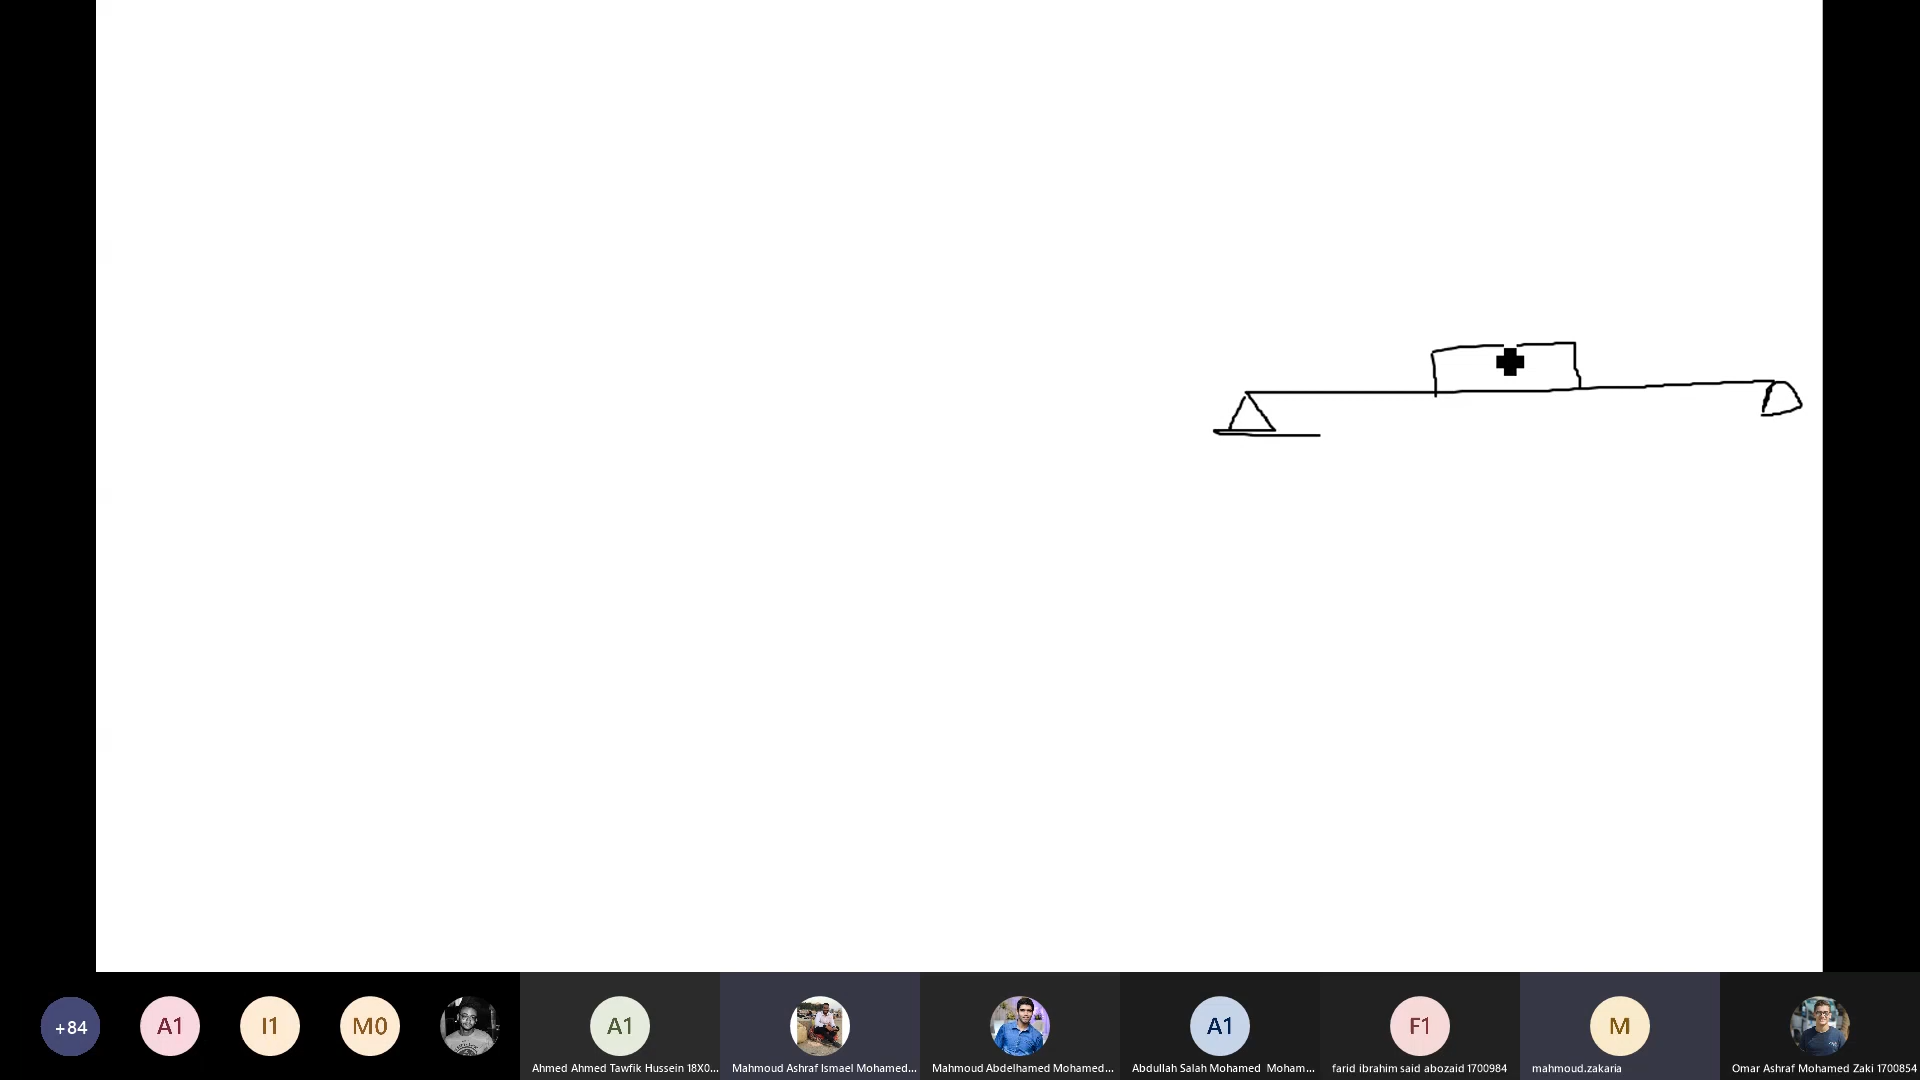 +84
A1
I1
M0
A1
A1
F1
M
Ahmed Ahmed Tawfik Hussein 18X0...
Mahmoud Ashraf Ismael Mohamed...
Mahmoud Abdelhamed Mohamed...
Abdullah Salah Mohamed Moham...
farid ibrahim said abozaid 1700984
mahmoud.zakaria
Omar Ashraf Mohamed Zaki 1700854